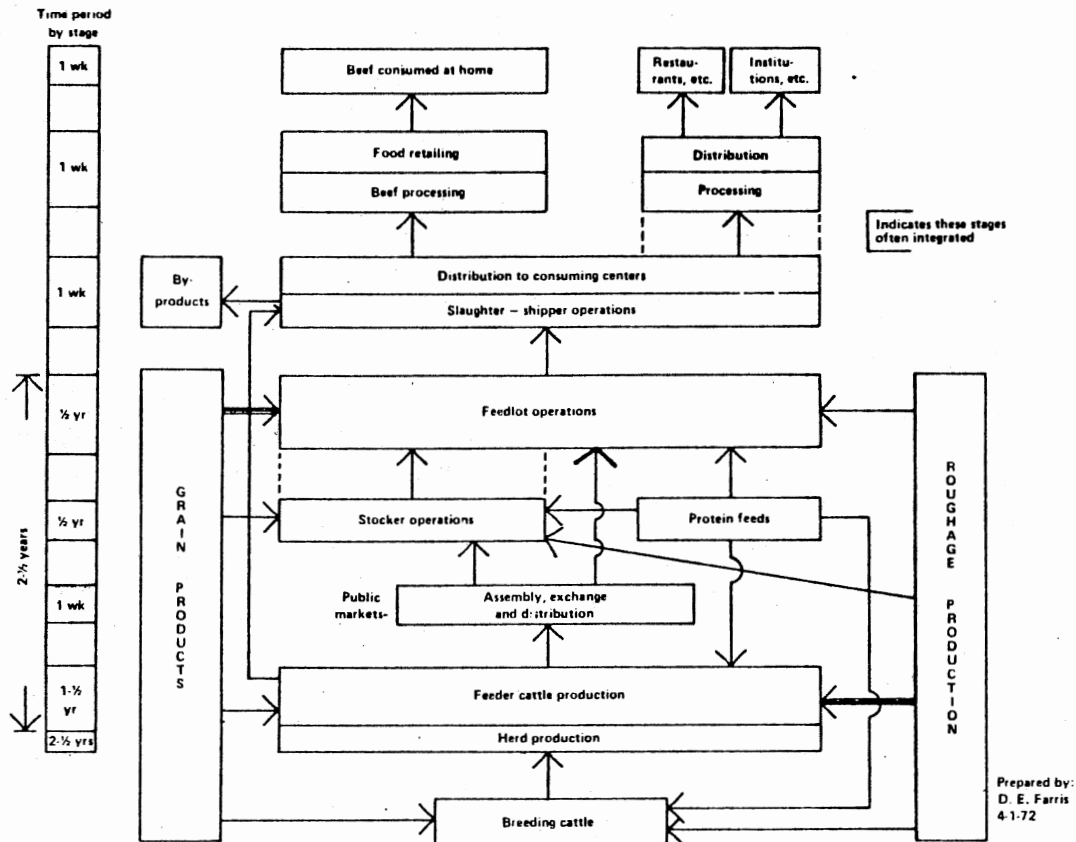 Time period
by stage
1 wk
Beef consumed at home
Restau-
rants, etc.
Institu-
tions, etc.
1 wk
Food retailing
Beef processing
Distribution
Processing
Indicates these stages
often integrated
1 wk
By-
products
Distribution to consuming centers
Slaughter – shipper operations
½ yr
Feedlot operations
½ yr
Stocker operations
Protein feeds
2-½ years
1 wk
Public
markets-
Assembly, exchange
and distribution
1-½
yr
Feeder cattle production
2-½ yrs
Herd production
Breeding cattle
GRAIN PRODUCTS
ROUGHAGE PRODUCTION
Prepared by:
D. E. Farris
4-1-72